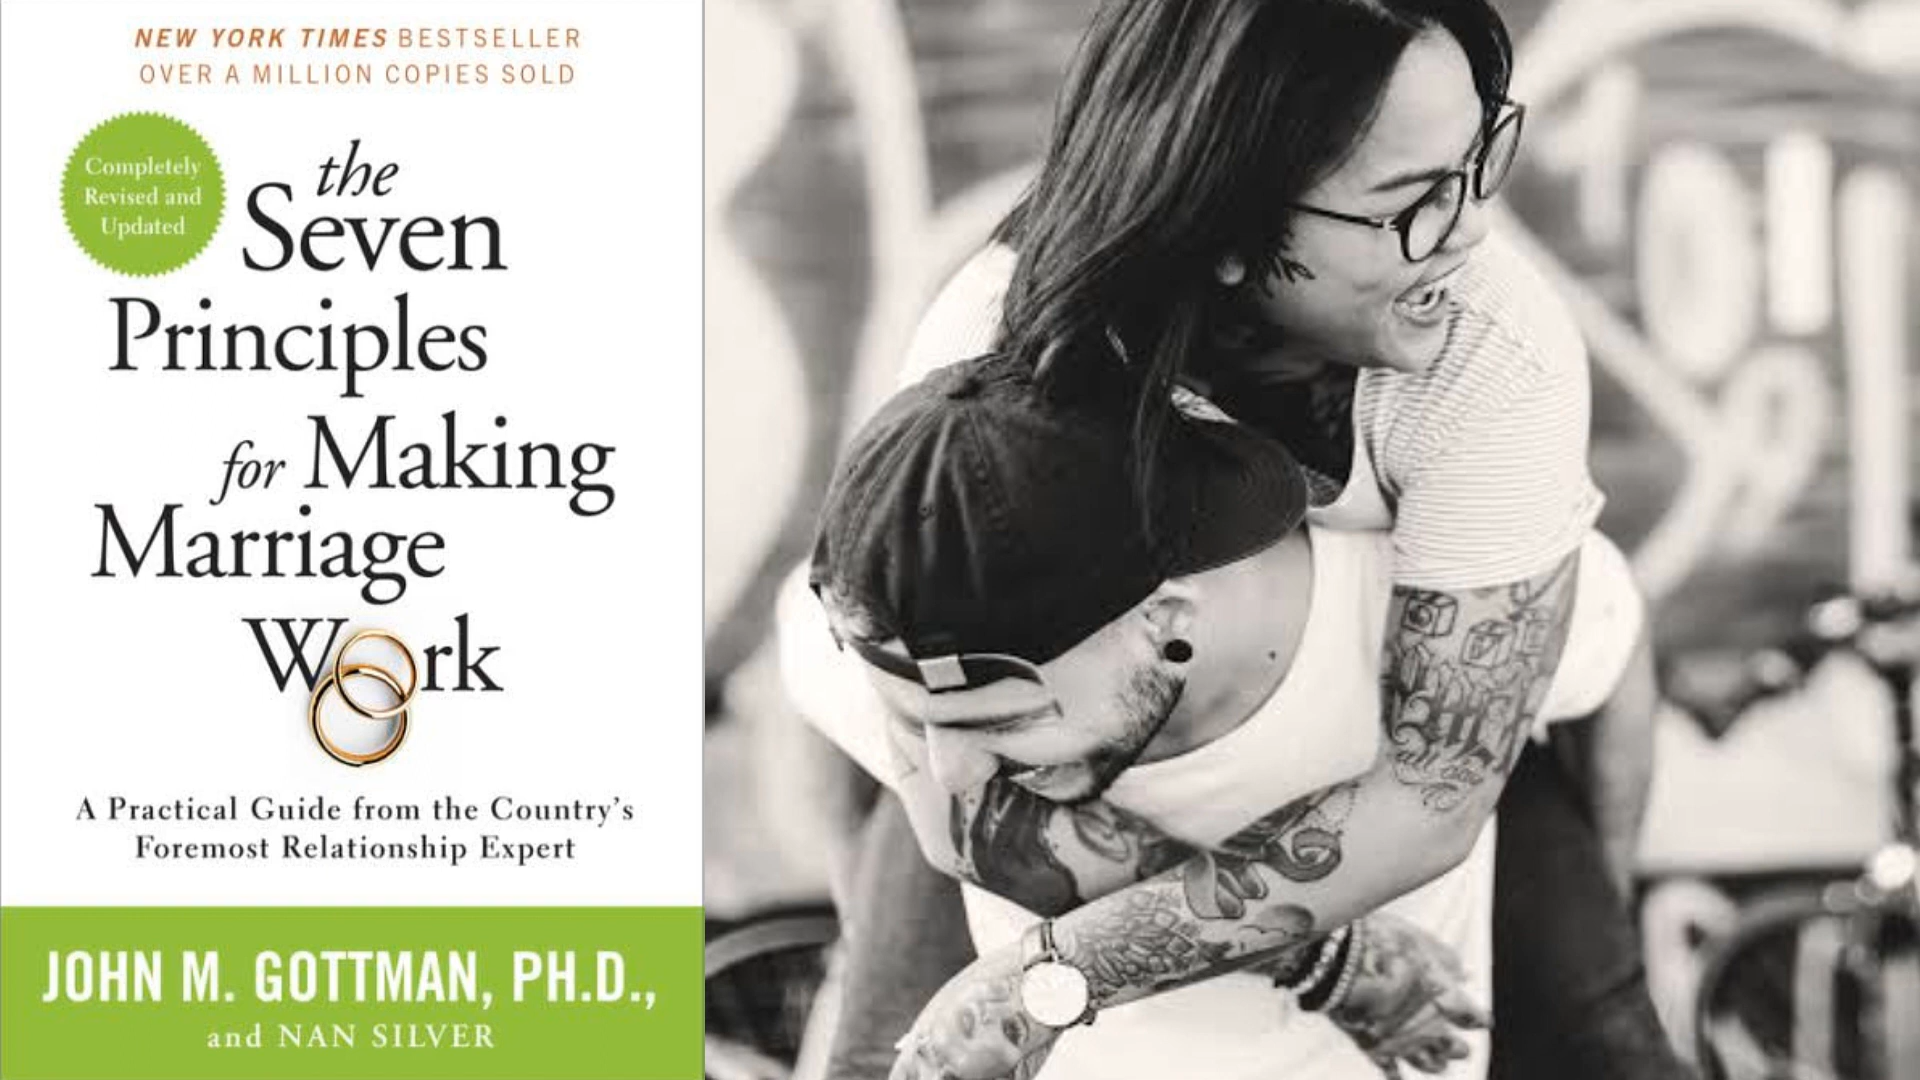 NEW YORK TIMES BESTSELLER
OVER A MILLION COPIES SOLD
Completely
Revised and
Updated
the
Seven
Principles
for Making
Marriage
Work
A Practical Guide from the Country's
Foremost Relationship Expert
JOHN M. GOTTMAN, PH.D.,
and NAN SILVER